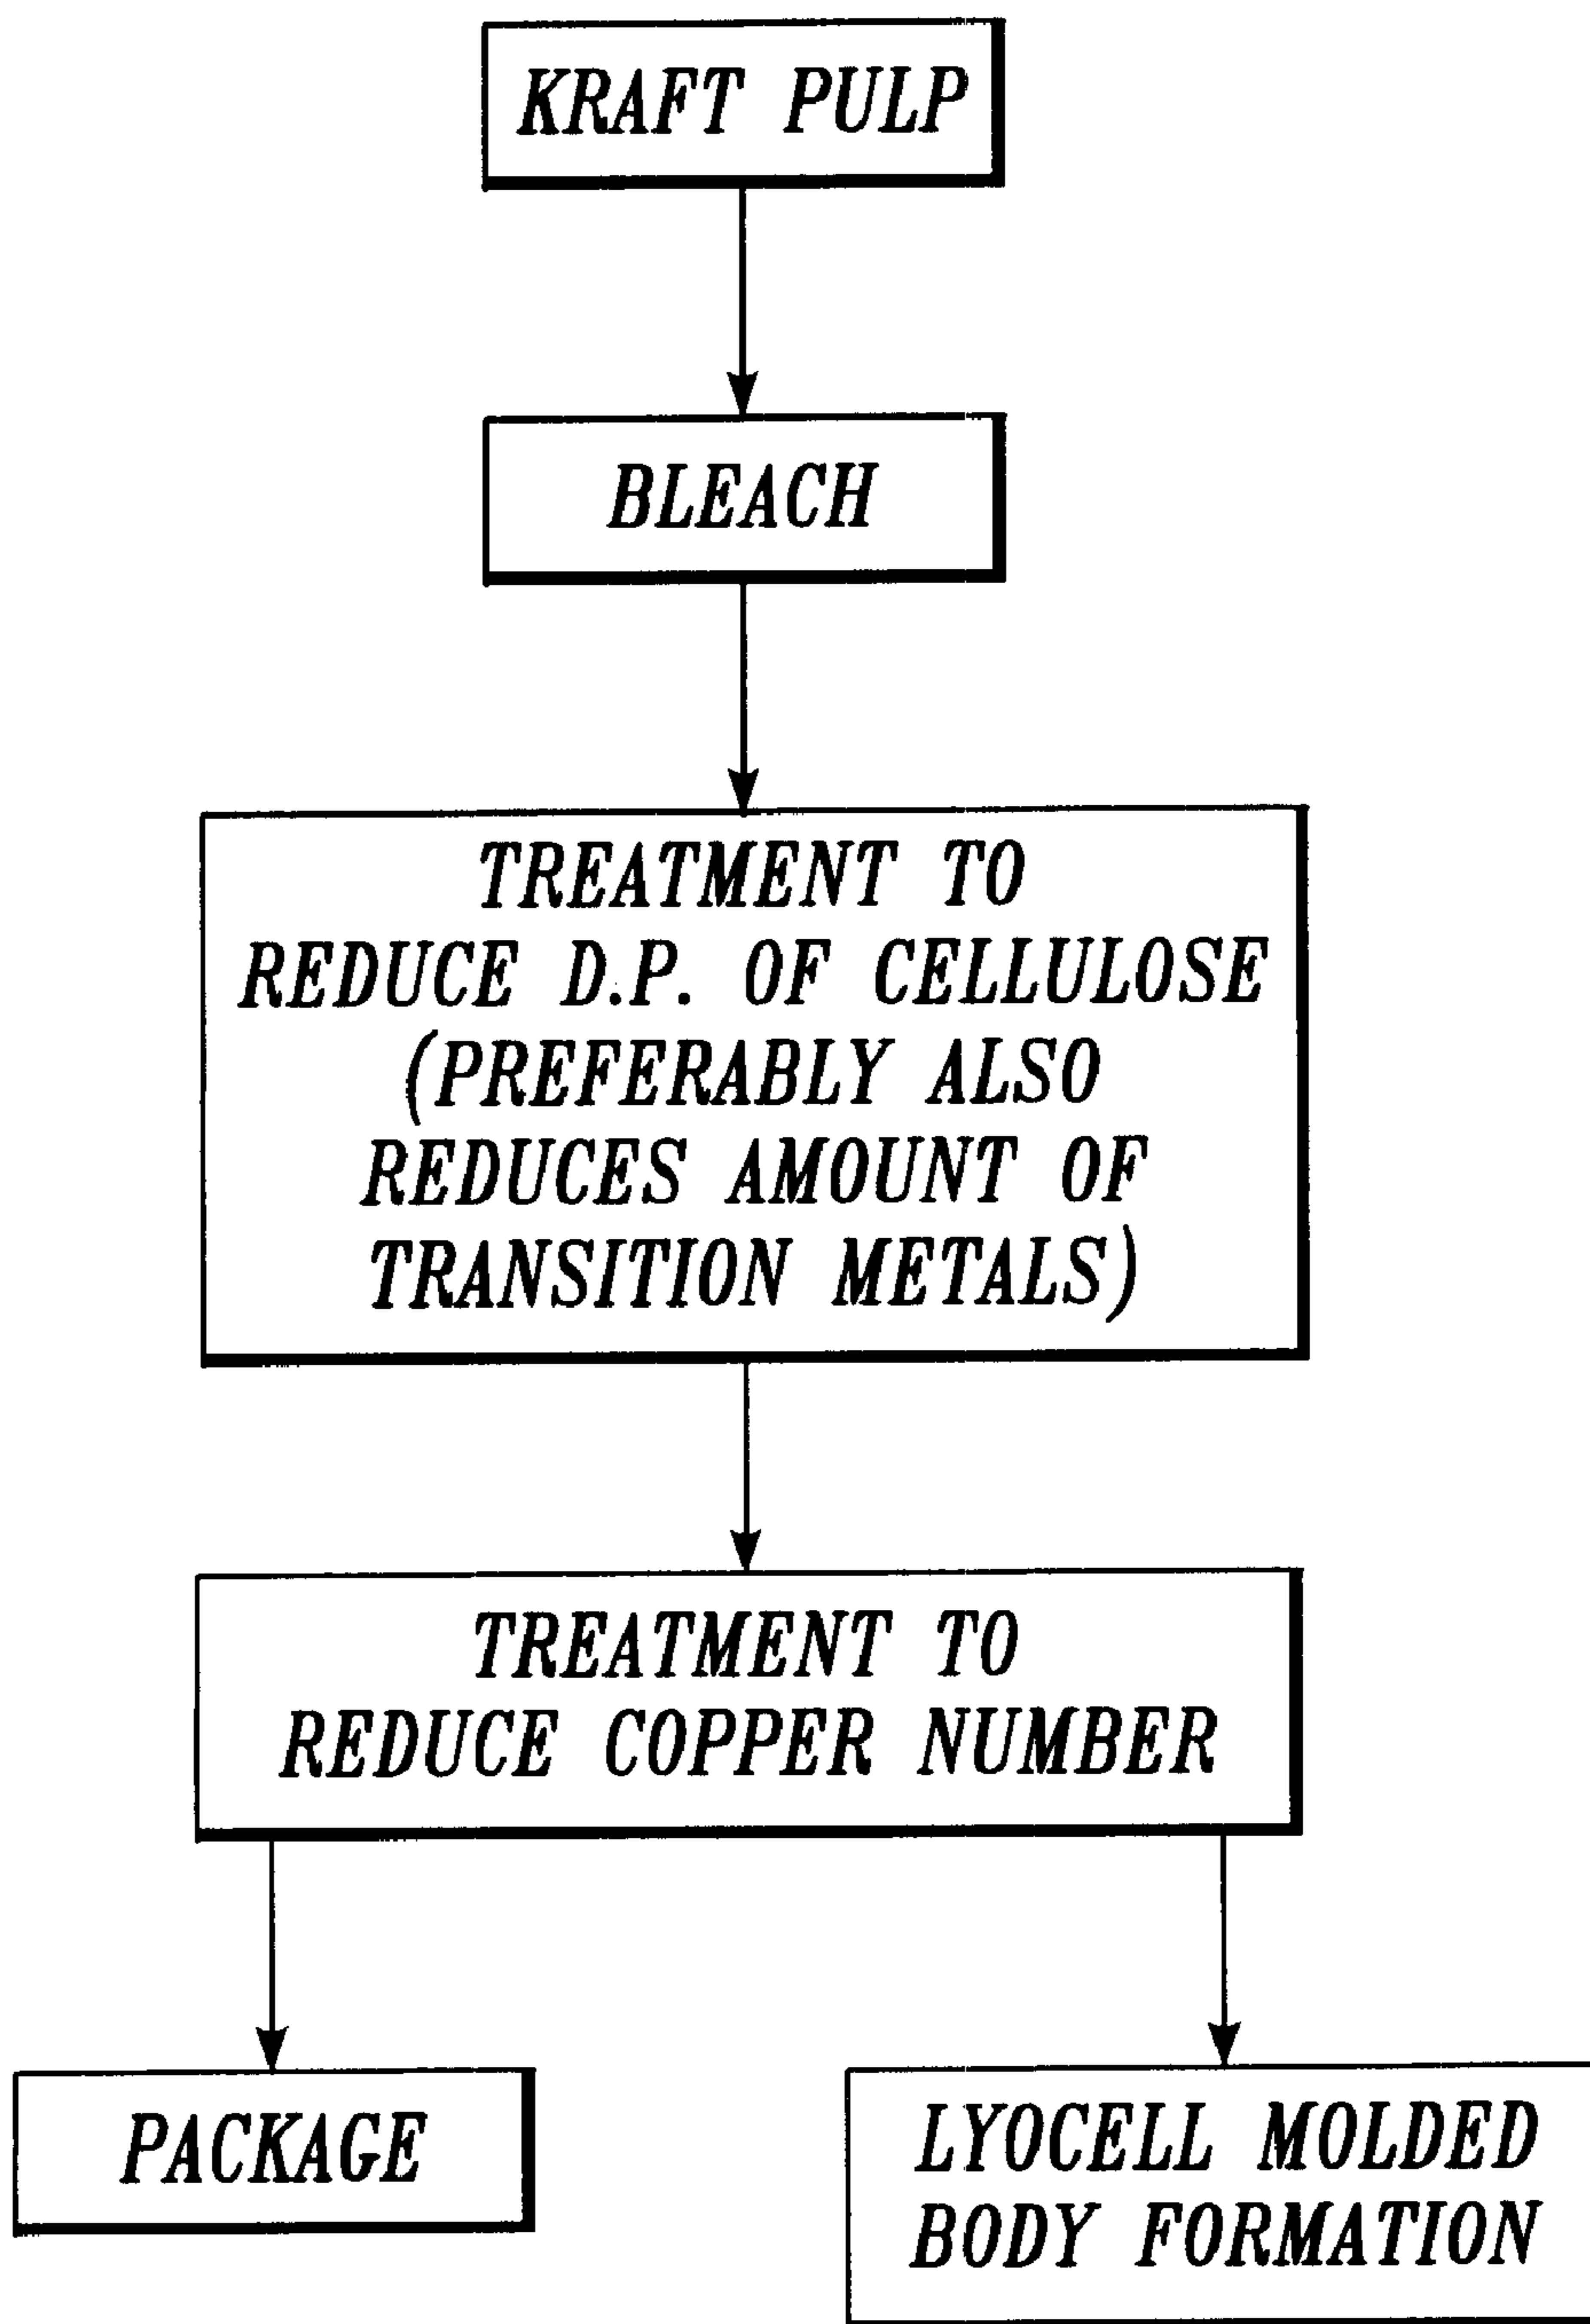 KRAFT PULP
BLEACH
TREATMENT TO
REDUCE D.P. OF CELLULOSE
(PREFERABLY ALSO
REDUCES AMOUNT OF
TRANSITION METALS)
TREATMENT TO
REDUCE COPPER NUMBER
PACKAGE
LYOCELL MOLDED
BODY FORMATION